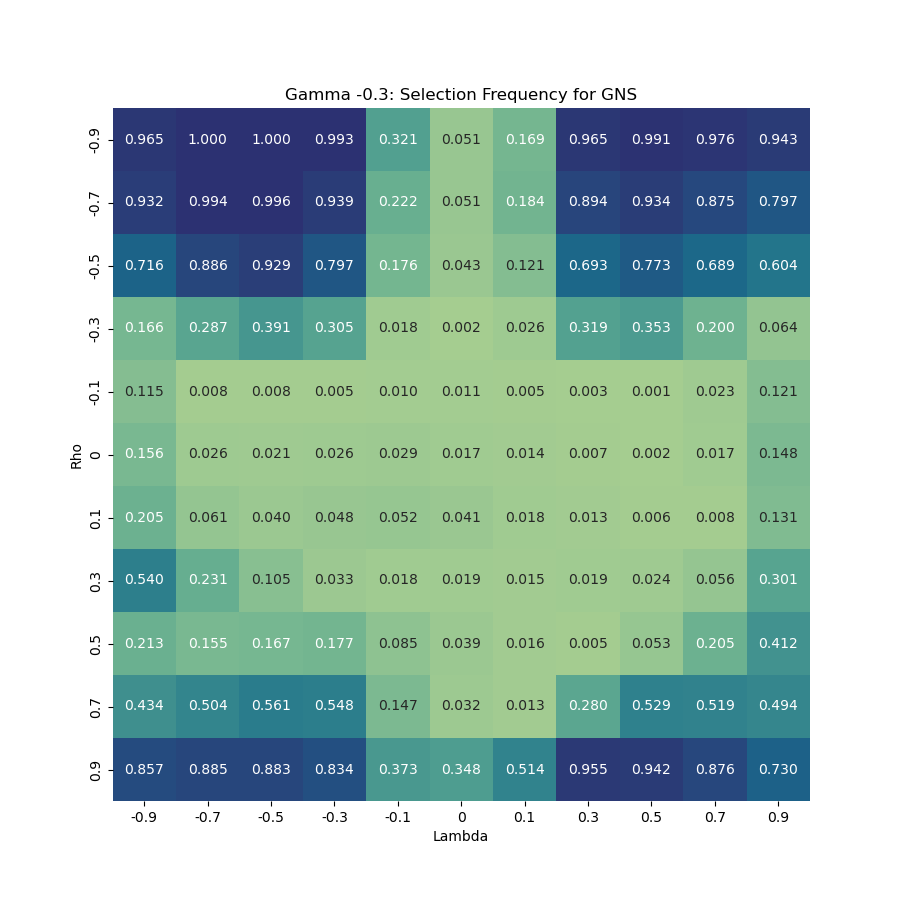 Gamma -0.3: Selection Frequency for GNS
-0.9 0.965 1.000 1.000 0.993 0.321 0.051 0.169 0.965 0.991 0.976 0.943
-0.7 0.932 0.994 0.996 0.939 0.222 0.051 0.184 0.894 0.934 0.875 0.797
-0.5 0.716 0.886 0.929 0.797 0.176 0.043 0.121 0.693 0.773 0.689 0.604
-0.3 0.166 0.287 0.391 0.305 0.018 0.002 0.026 0.319 0.353 0.200 0.064
-0.1 0.115 0.008 0.008 0.005 0.010 0.011 0.005 0.003 0.001 0.023 0.121
Rho
0 0.156 0.026 0.021 0.026 0.029 0.017 0.014 0.007 0.002 0.017 0.148
0.1 0.205 0.061 0.040 0.048 0.052 0.041 0.018 0.013 0.006 0.008 0.131
0.3 0.540 0.231 0.105 0.033 0.018 0.019 0.015 0.019 0.024 0.056 0.301
0.5 0.213 0.155 0.167 0.177 0.085 0.039 0.016 0.005 0.053 0.205 0.412
0.7 0.434 0.504 0.561 0.548 0.147 0.032 0.013 0.280 0.529 0.519 0.494
0.9 0.857 0.885 0.883 0.834 0.373 0.348 0.514 0.955 0.942 0.876 0.730
-0.9 -0.7 -0.5 -0.3 -0.1 0 0.1 0.3 0.5 0.7 0.9
Lambda